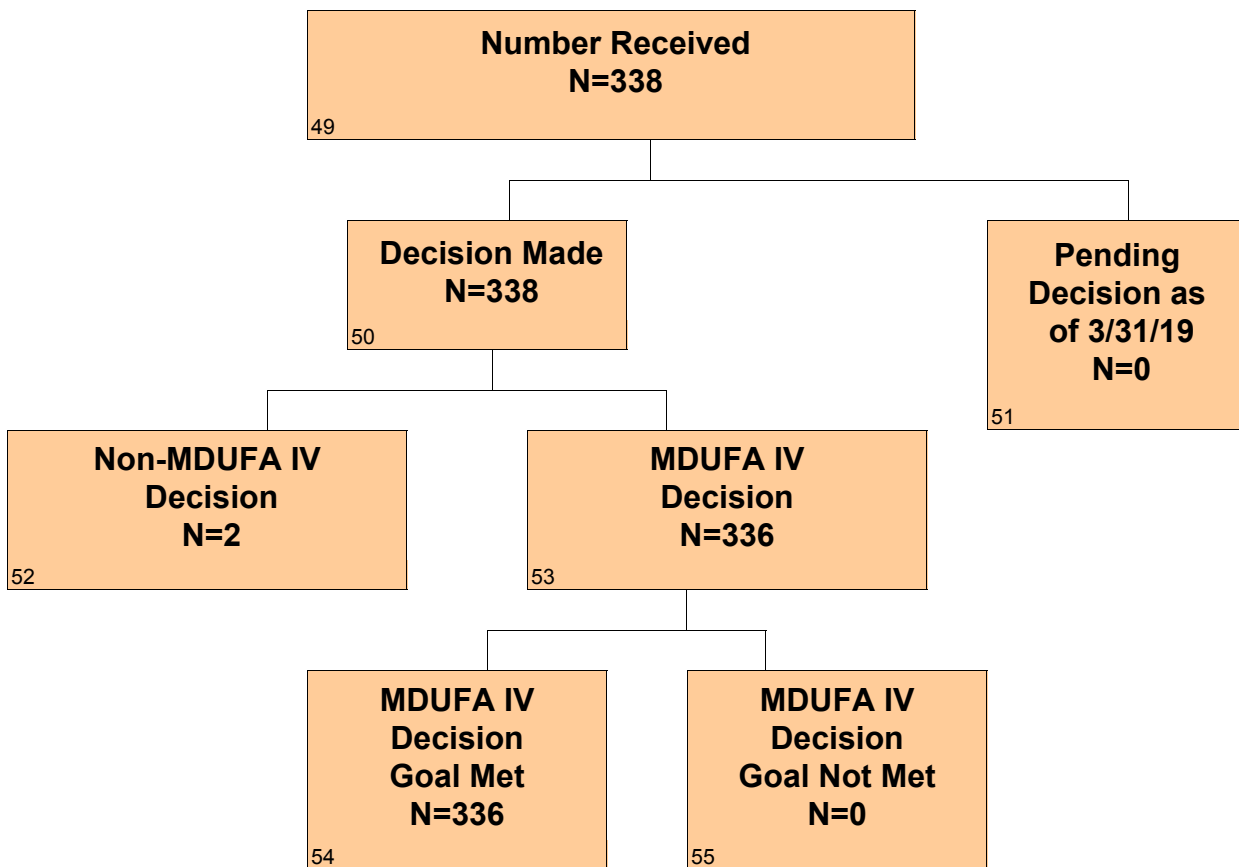 Number Received
N=338
49
Decision Made
N=338
50
Pending
Decision as
of 3/31/19
N=0
51
Non-MDUFA IV
Decision
N=2
52
MDUFA IV
Decision
N=336
53
MDUFA IV
Decision
Goal Met
N=336
54
MDUFA IV
Decision
Goal Not Met
N=0
55